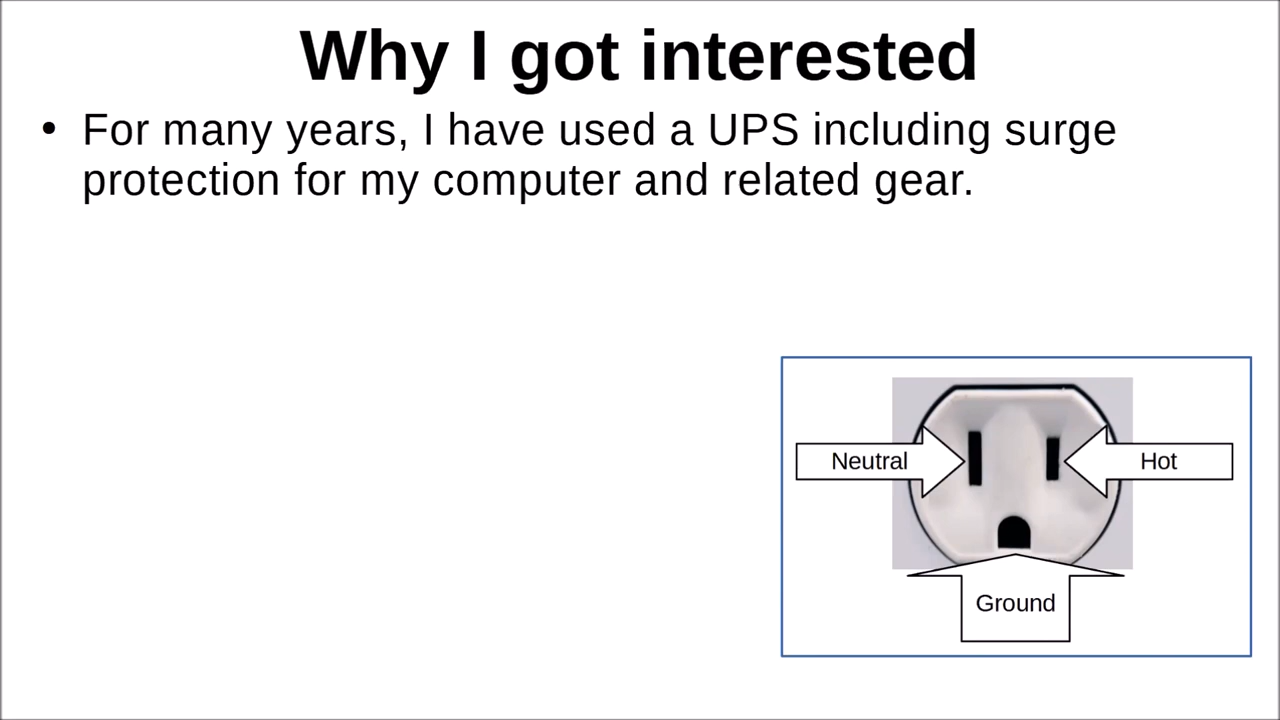 Why I got interested
• For many years, I have used a UPS including surge
protection for my computer and related gear.
Neutral
Hot
Ground